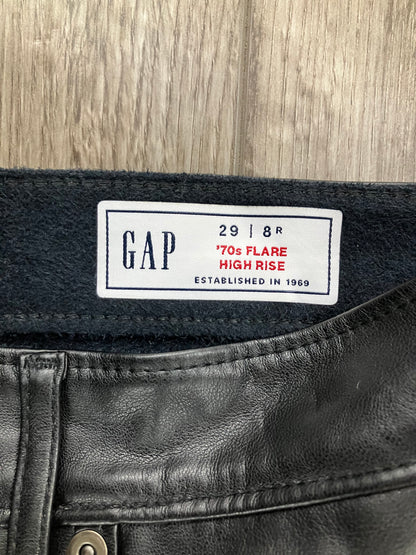 GAP
29 | 8R
'70s FLARE
HIGH RISE
ESTABLISHED IN 1969